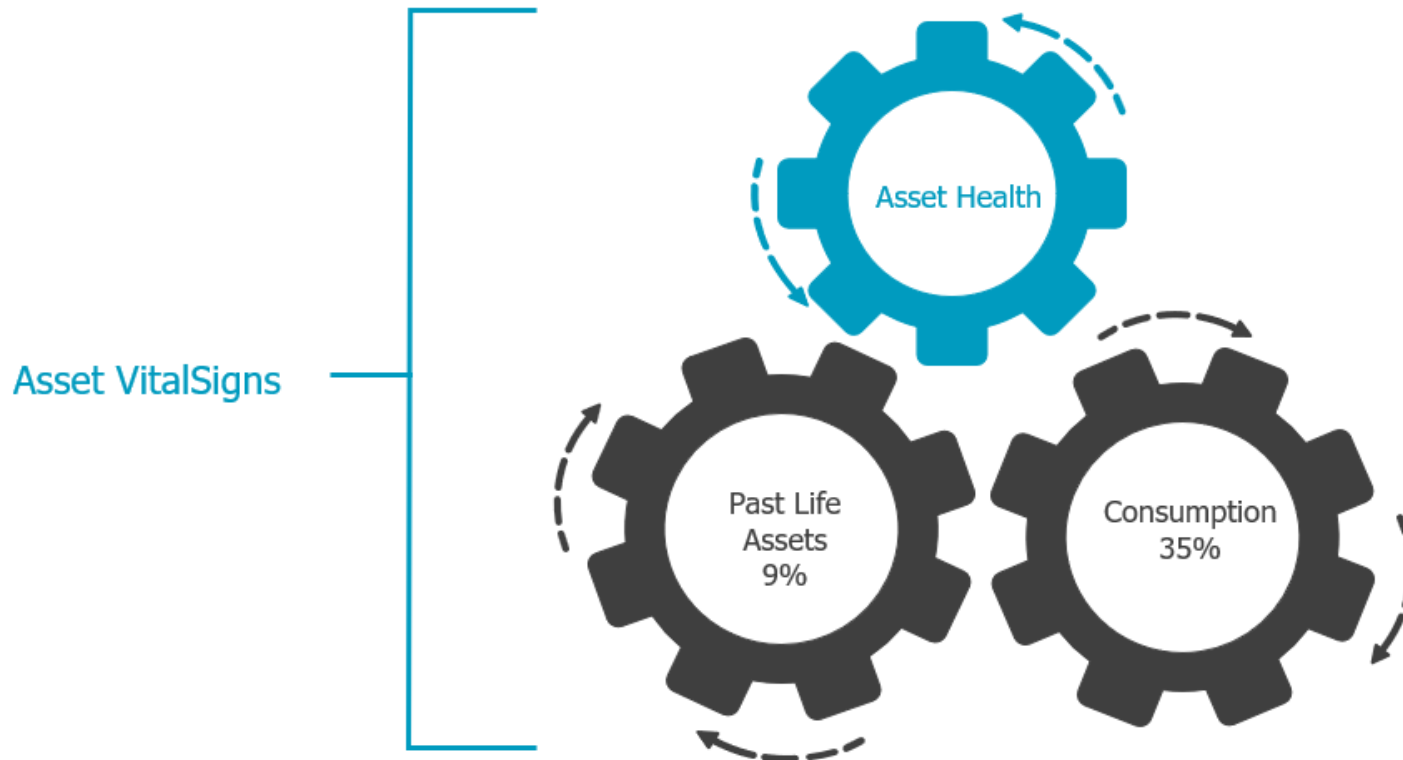 Asset VitalSigns
Asset Health
Past Life
Assets
9%
Consumption
35%